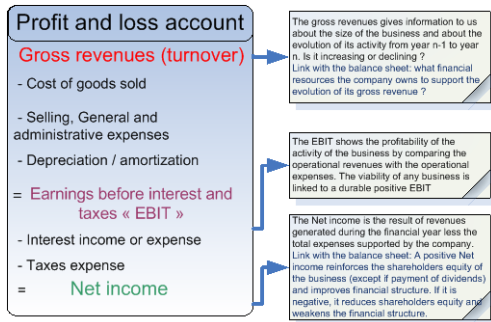 Profit and loss account
Gross revenues (turnover)
- Cost of goods sold
- Selling, General and
administrative expenses
- Depreciation / amortization
= Earnings before interest and
taxes « EBIT »
- Interest income or expense
- Taxes expense
= Net income
The gross revenues gives information to us
about the size of the business and about the
evolution of its activity from year n-1 to year
n. Is it increasing or declining ?
Link with the balance sheet: what financial
resources the company owns to support the
evolution of its gross revenue ?
The EBIT shows the profitability of the
activity of the business by comparing the
operational revenues with the operational
expenses. The viability of any business is
linked to a durable positive EBIT
The Net income is the result of revenues
generated during the financial year less the
total expenses supported by the company.
Link with the balance sheet: A positive Net
income reinforces the shareholders equity of
the business (except if payment of dividends)
and improves financial structure. If it is
negative, it reduces shareholders equity and
weakens the financial structure.